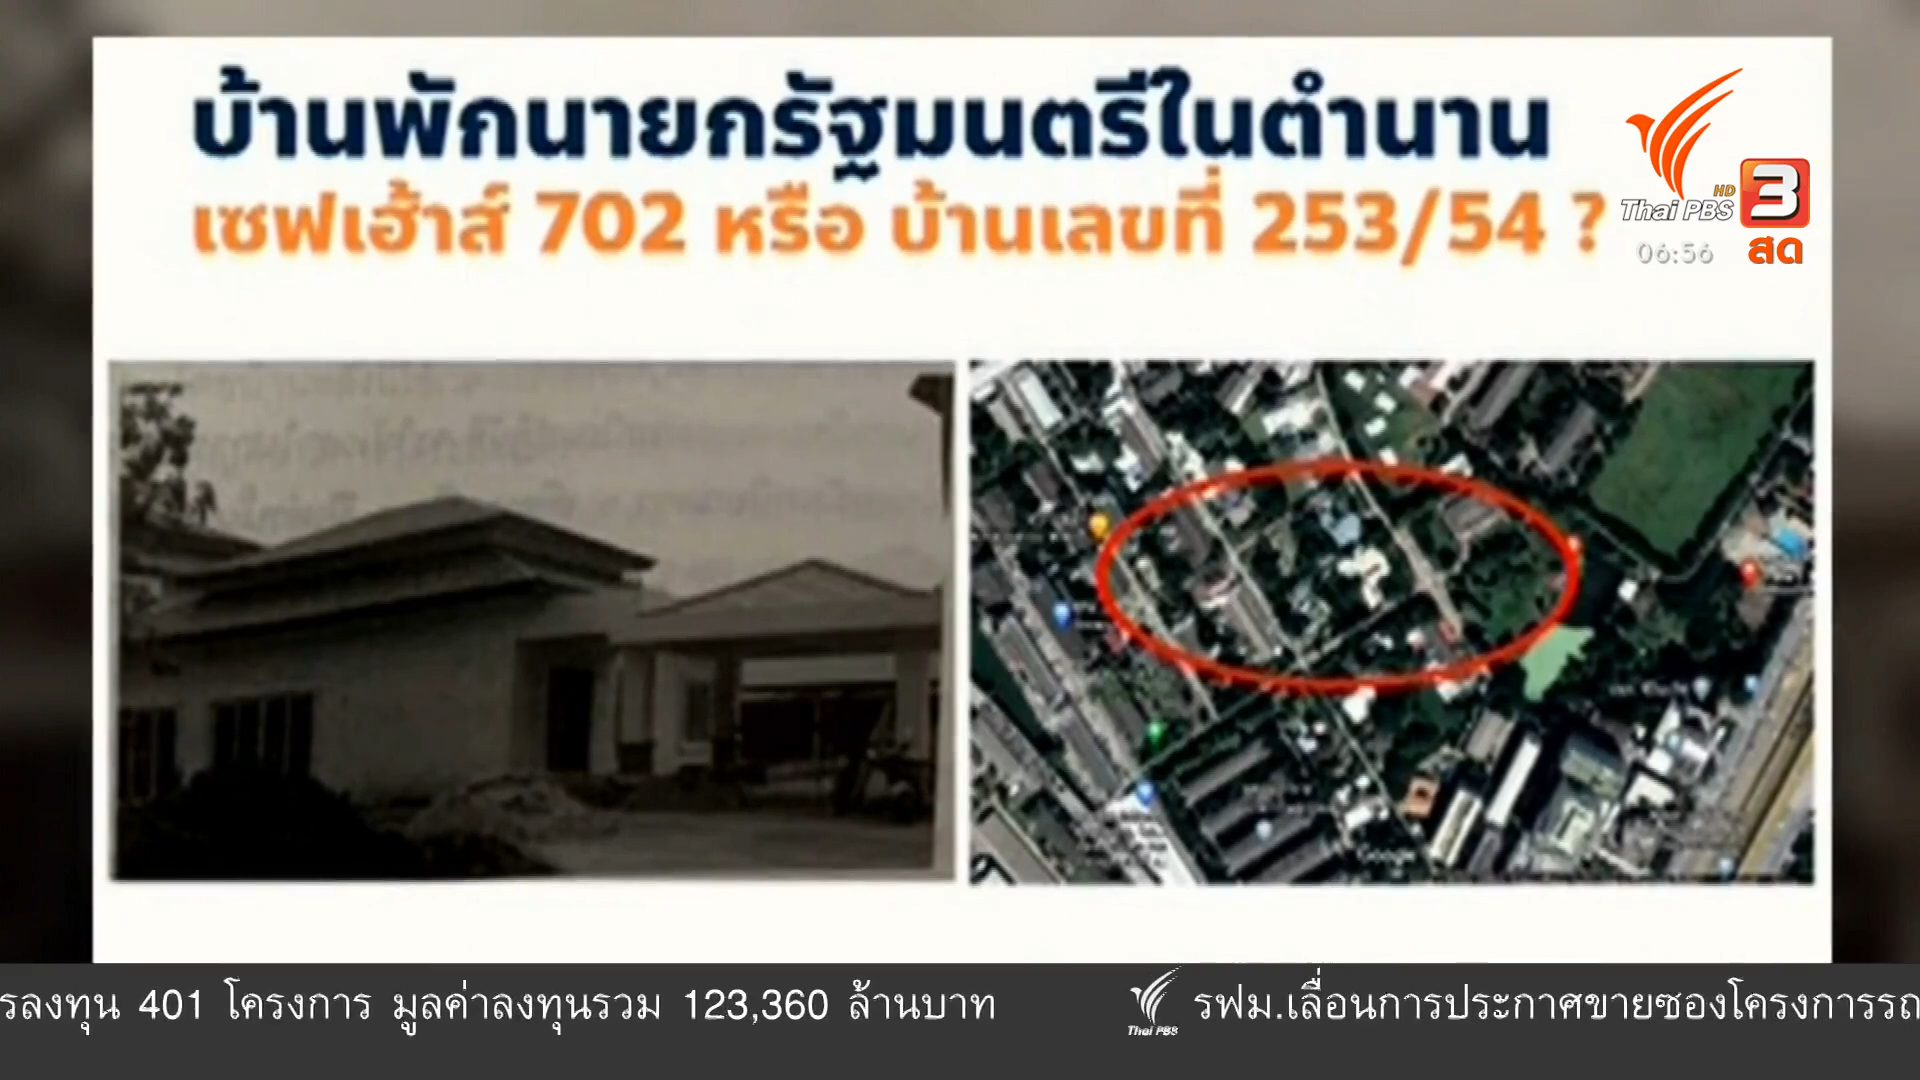 บ้านพักนายกรัฐมนตรีในตำนาน
เซฟเฮ้าส์ 702 หรือ บ้านเลขที่ 253/54 ?
HD
Thai PBS 3
06:56 สด
Google
รลงทุน 401 โครงการ มูลค่าลงทุนรวม 123,360 ล้านบาท
Thai PBS
รฟม.เลื่อนการประกาศขายซองโครงการรถ